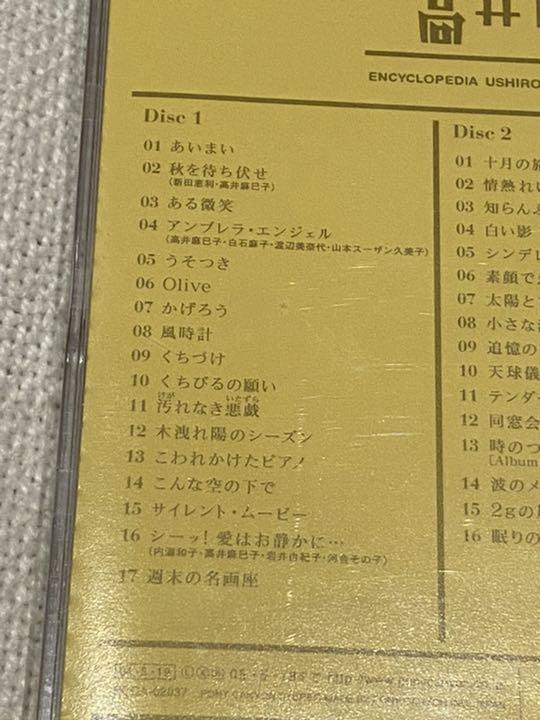 ENCYCLOPEDIA USHIRO
Disc 1
01 あいまい
02 秋を待ち伏せ
(新田恵利・高井麻巳子)
03 ある微笑
04 アンブレラ・エンジェル
(高井麻巳子・白石麻子・渡辺美奈代・山本スーザン久美子)
05 うそつき
06 Olive
07 かげろう
08 風時計
09 くちづけ
10 くちびるの願い
けが いたずら
11 汚れなき悪戯
12 木洩れ陽のシーズン
13 こわれかけたピアノ
14 こんな空の下で
15 サイレント・ムービー
16 シーッ! 愛はお静かに…
(内海和子・高井麻巳子・岩井由紀子・河合その子)
17 週末の名画座
Disc 2
01 十月の旅
02 情熱れい
03 知らんぷ
04 白い影
05 シンデレ
06 素顔で
07 太陽と
08 小さな
09 追憶の
10 天球儀
11 テンダー
12 同窓会
13 時のつ
[Album
14 波のメ
15 2gの
16 眠りの